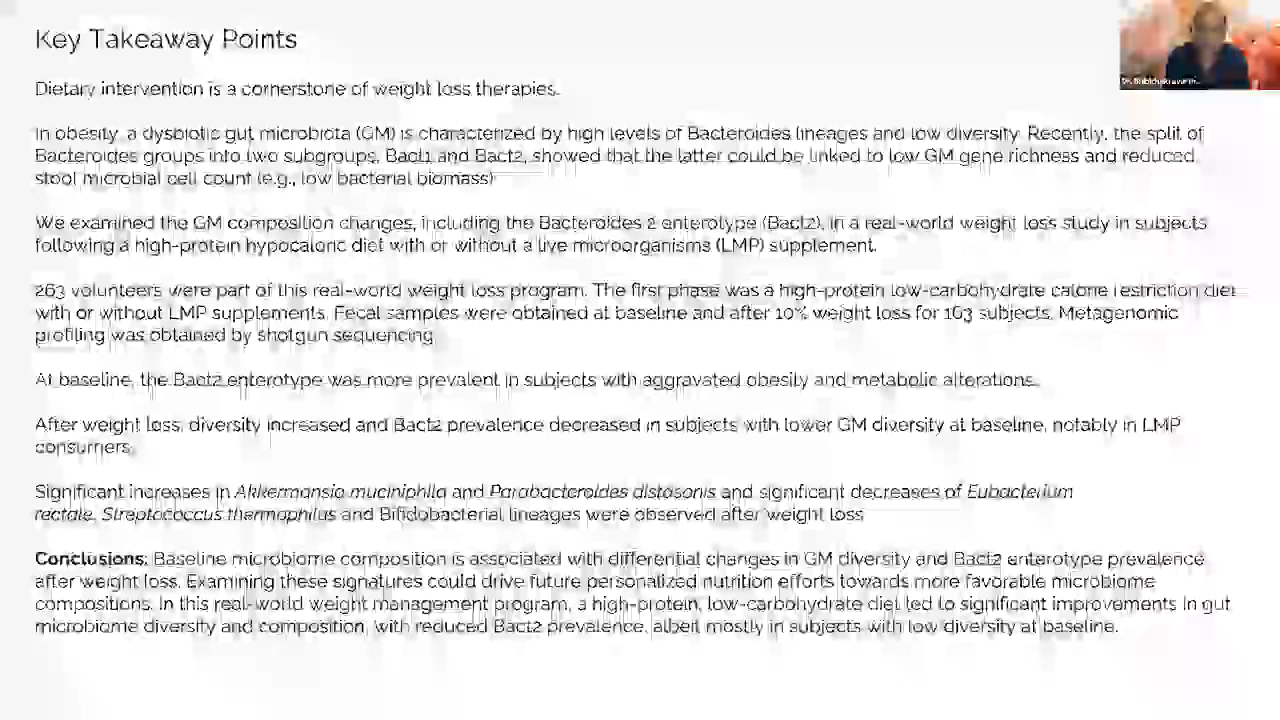 Key Takeaway Points
Dietary intervention is a cornerstone of weight loss therapies.
In obesity, a dysbiotic gut microbiota (GM) is characterized by high levels of Bacteroides lineages and low diversity. Recently, the split of
Bacteroides groups into two subgroups, Bact1 and Bact2, showed that the latter could be linked to low GM gene richness and reduced
stool microbial cell count (e.g., low bacterial biomass)
We examined the GM composition changes, including the Bacteroides 2 enterotype (Bact2), in a real-world weight loss study in subjects
following a high-protein hypocaloric diet with or without a live microorganisms (LMP) supplement.
263 volunteers were part of this real-world weight loss program. The first phase was a high-protein low-carbohydrate calorie restriction diet
with or without LMP supplements. Fecal samples were obtained at baseline and after 10% weight loss for 163 subjects. Metagenomic
profiling was obtained by shotgun sequencing.
At baseline, the Bact2 enterotype was more prevalent in subjects with aggravated obesity and metabolic alterations.
After weight loss, diversity increased and Bact2 prevalence decreased in subjects with lower GM diversity at baseline, notably in LMP
consumers.
Significant increases in Akkermansia muciniphila and Parabacteroides distasonis and significant decreases of Eubacterium
rectale, Streptococcus thermophilus and Bifidobacterial lineages were observed after weight loss
Conclusions: Baseline microbiome composition is associated with differential changes in GM diversity and Bact2 enterotype prevalence
after weight loss. Examining these signatures could drive future personalized nutrition efforts towards more favorable microbiome
compositions. In this real-world weight management program, a high-protein, low-carbohydrate diet led to significant improvements in gut
microbiome diversity and composition, with reduced Bact2 prevalence, albeit mostly in subjects with low diversity at baseline.